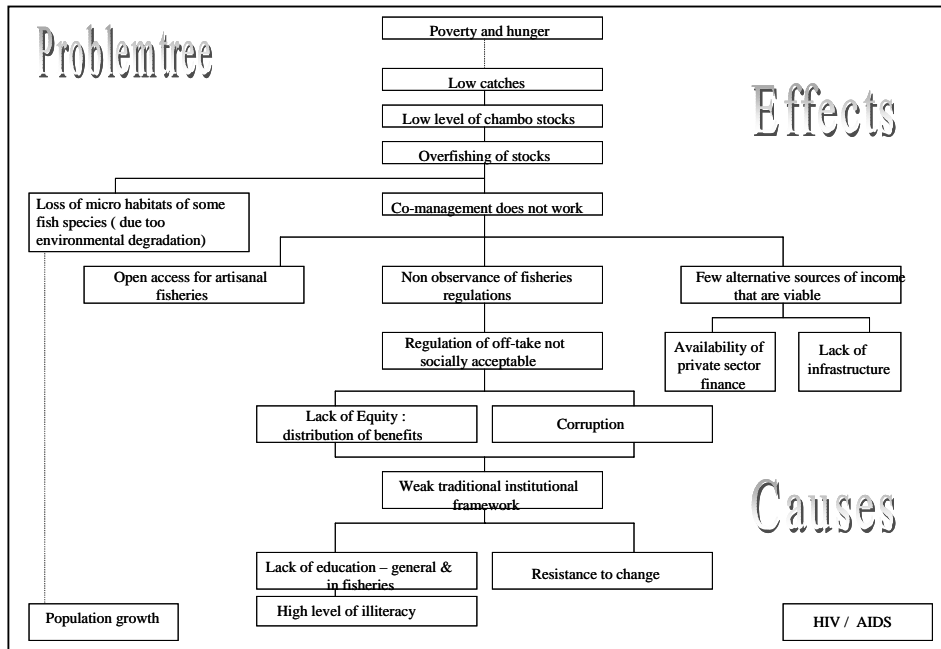 Problemtree
Poverty and hunger
Effects
Low catches
Low level of chambo stocks
Overfishing of stocks
Loss of micro habitats of some
fish species ( due too
environmental degradation)
Co-management does not work
Open access for artisanal
fisheries
Non observance of fisheries
regulations
Few alternative sources of income
that are viable
Regulation of off-take not
socially acceptable
Availability of
private sector
finance
Lack of
infrastructure
Lack of Equity :
distribution of benefits
Corruption
Weak traditional institutional
framework
Causes
Lack of education – general &
in fisheries
Resistance to change
High level of illiteracy
Population growth
HIV / AIDS